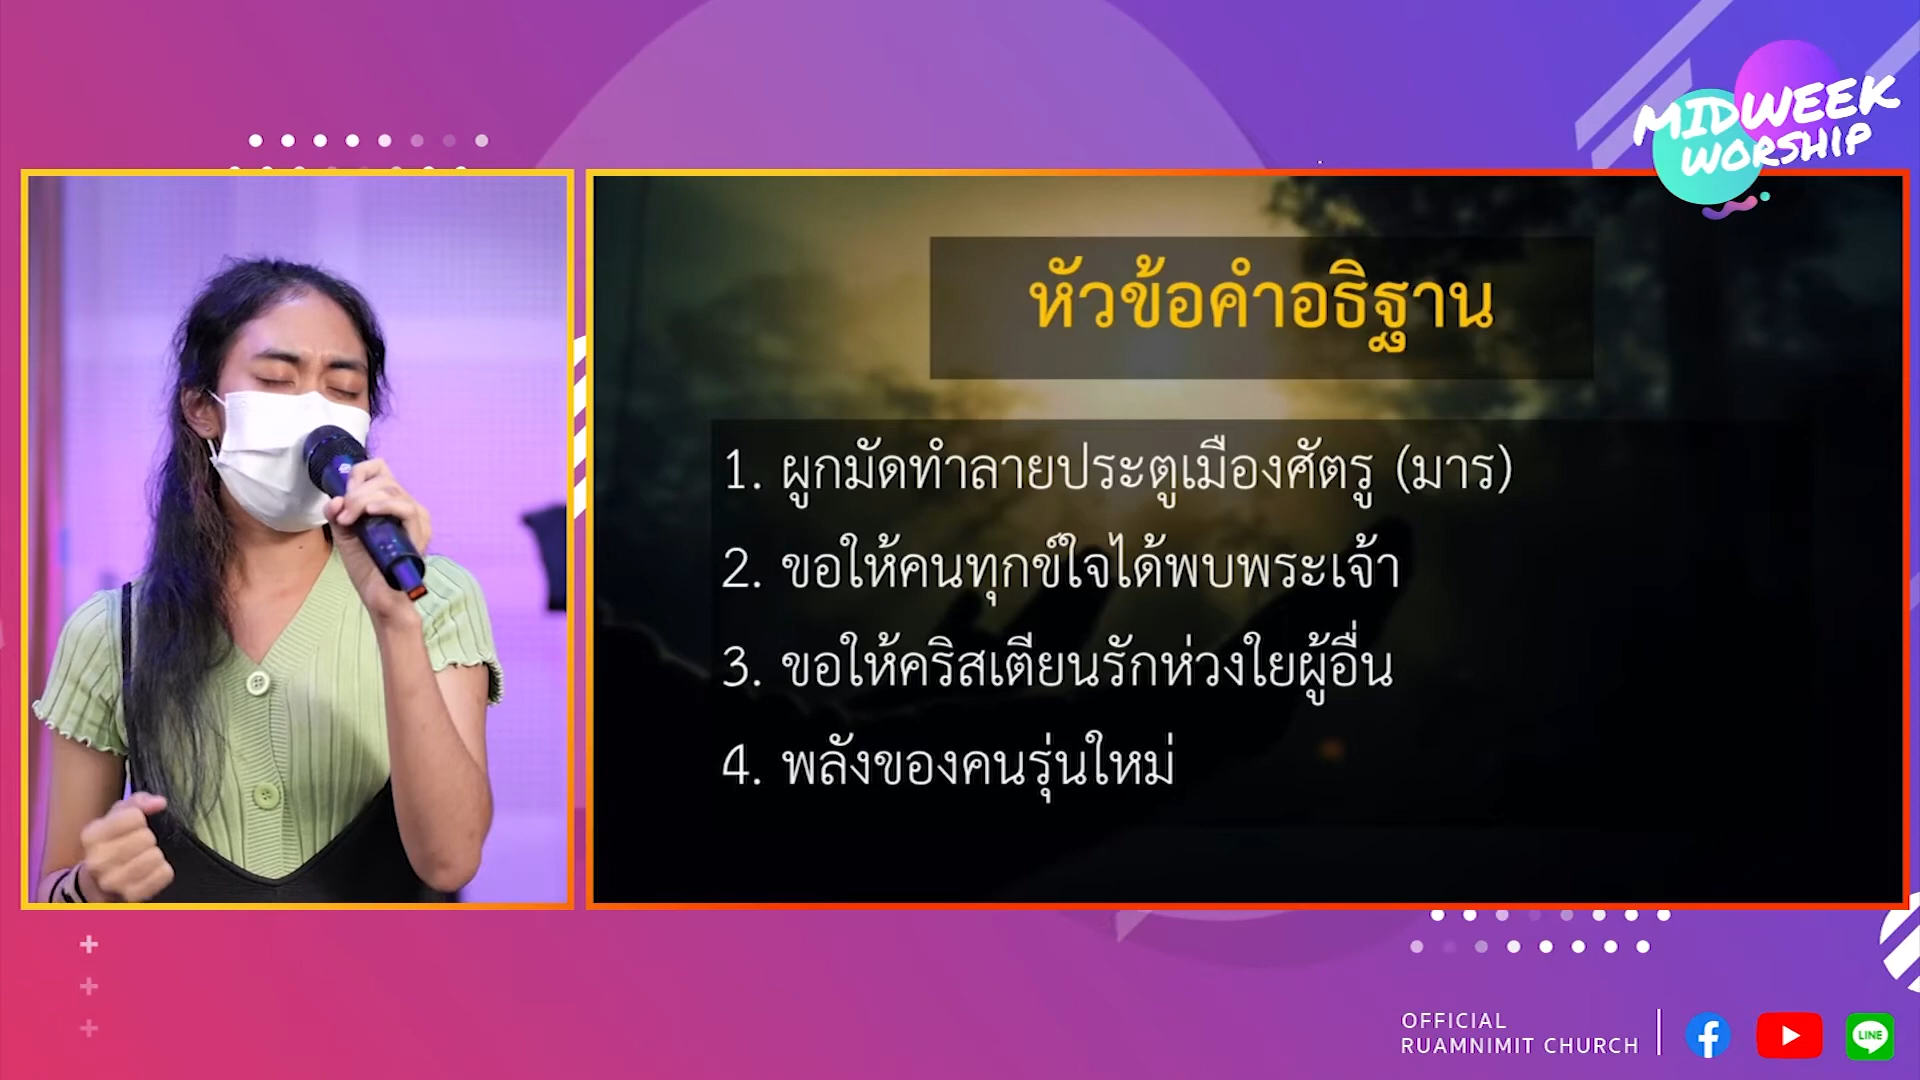 MIDWEEK
WORSHIP
หัวข้อคำอธิฐาน
1. ผูกมัดทำลายประตูเมืองศัตรู (มาร)
2. ขอให้คนทุกข์ใจได้พบพระเจ้า
3. ขอให้คริสเตียนรักห่วงใยผู้อื่น
4. พลังของคนรุ่นใหม่
OFFICIAL
RUAMNIMIT CHURCH
LINE